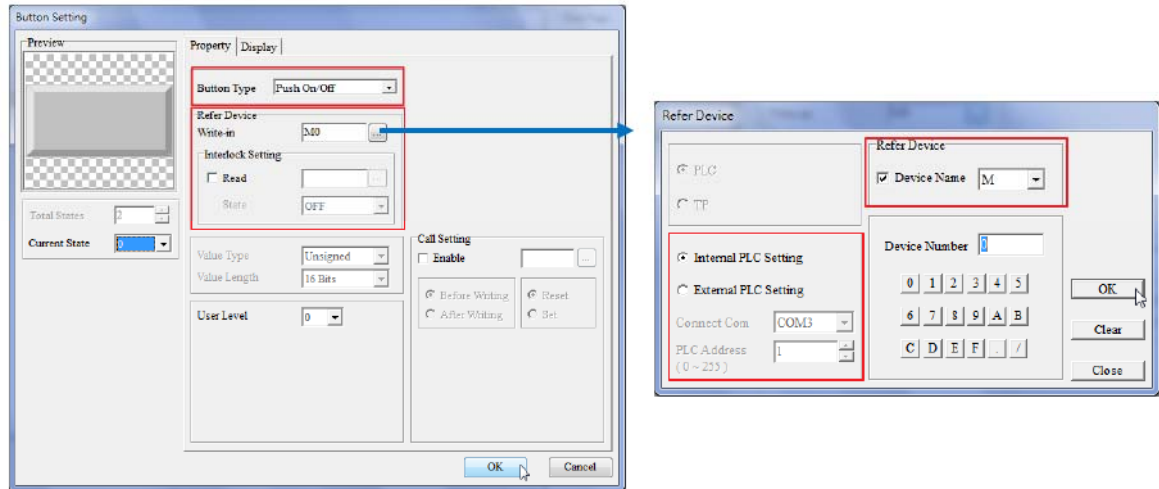 Button Setting
Preview
Total States 2
Current State 0
Property Display
Button Type Push On/Off
Refer Device
Write-in M0 ...
Interlock Setting
Read ...
State OFF
Value Type Unsigned
Value Length 16 Bits
User Level 0
Call Setting
Enable ...
Before Writing Reset
After Writing Set
OK Cancel
Refer Device
PLC
TP
Refer Device
Device Name M
Internal PLC Setting
External PLC Setting
Connect Com COM3
PLC Address 1
( 0 ~ 255 )
Device Number 0
0 1 2 3 4 5
6 7 8 9 A B
C D E F . /
OK
Clear
Close